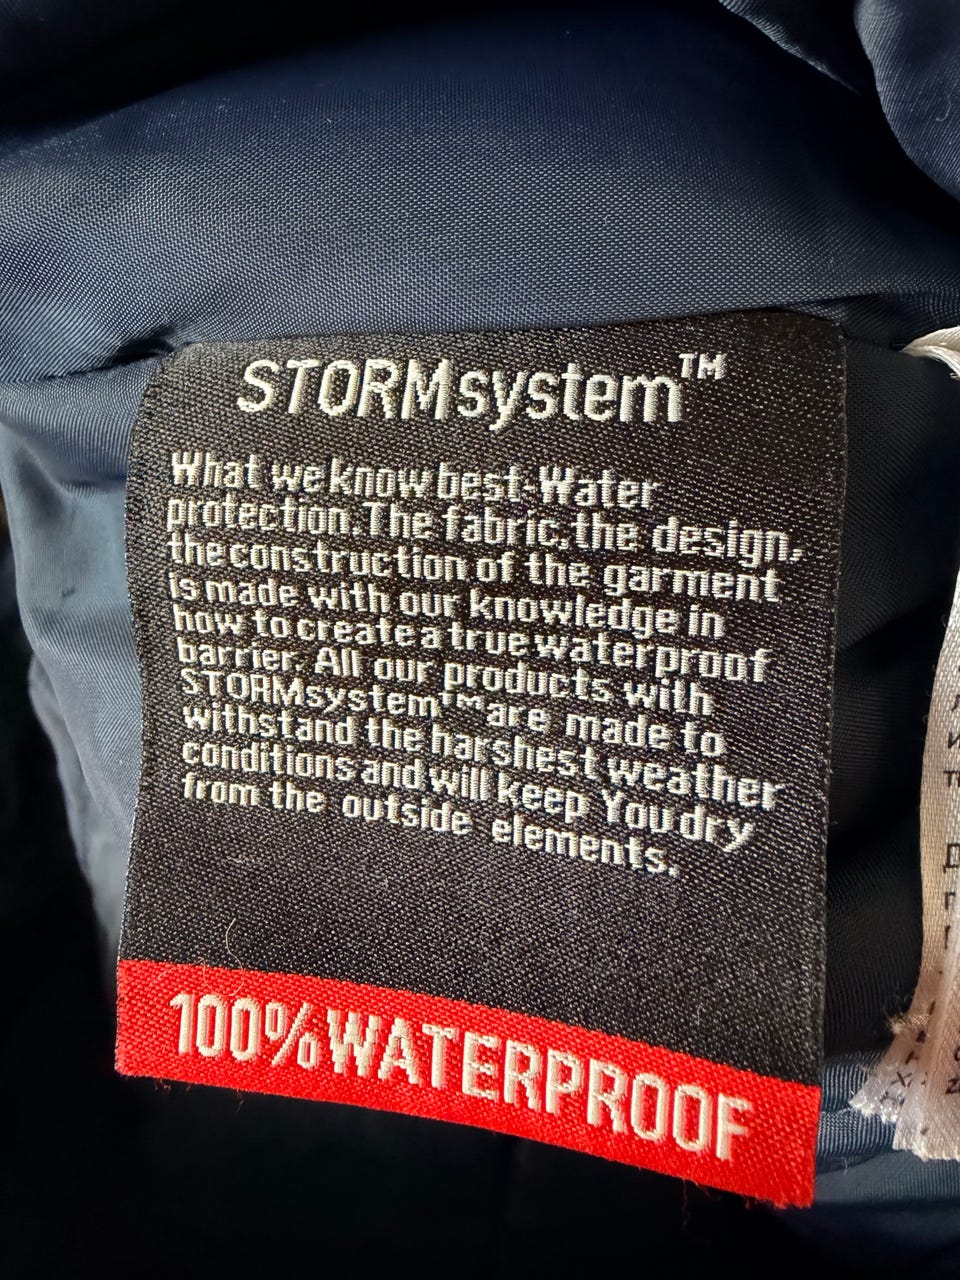 STORMsystem™
What we know best-Water
protection.The fabric,the design,
the construction of the garment
is made with our knowledge in
how to create a true waterproof
barrier. All our products with
STORMsystem™are made to
withstand the harshest weather
conditions and will keep You dry
from the outside elements.
100% WATERPROOF